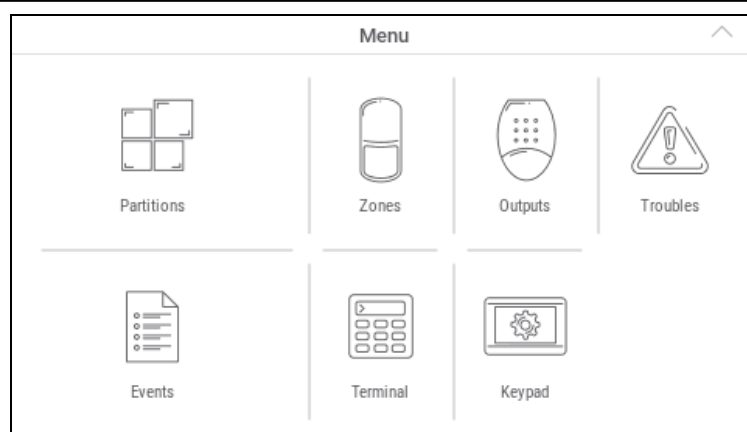 Menu
Partitions
Zones
Outputs
Troubles
Events
Terminal
Keypad